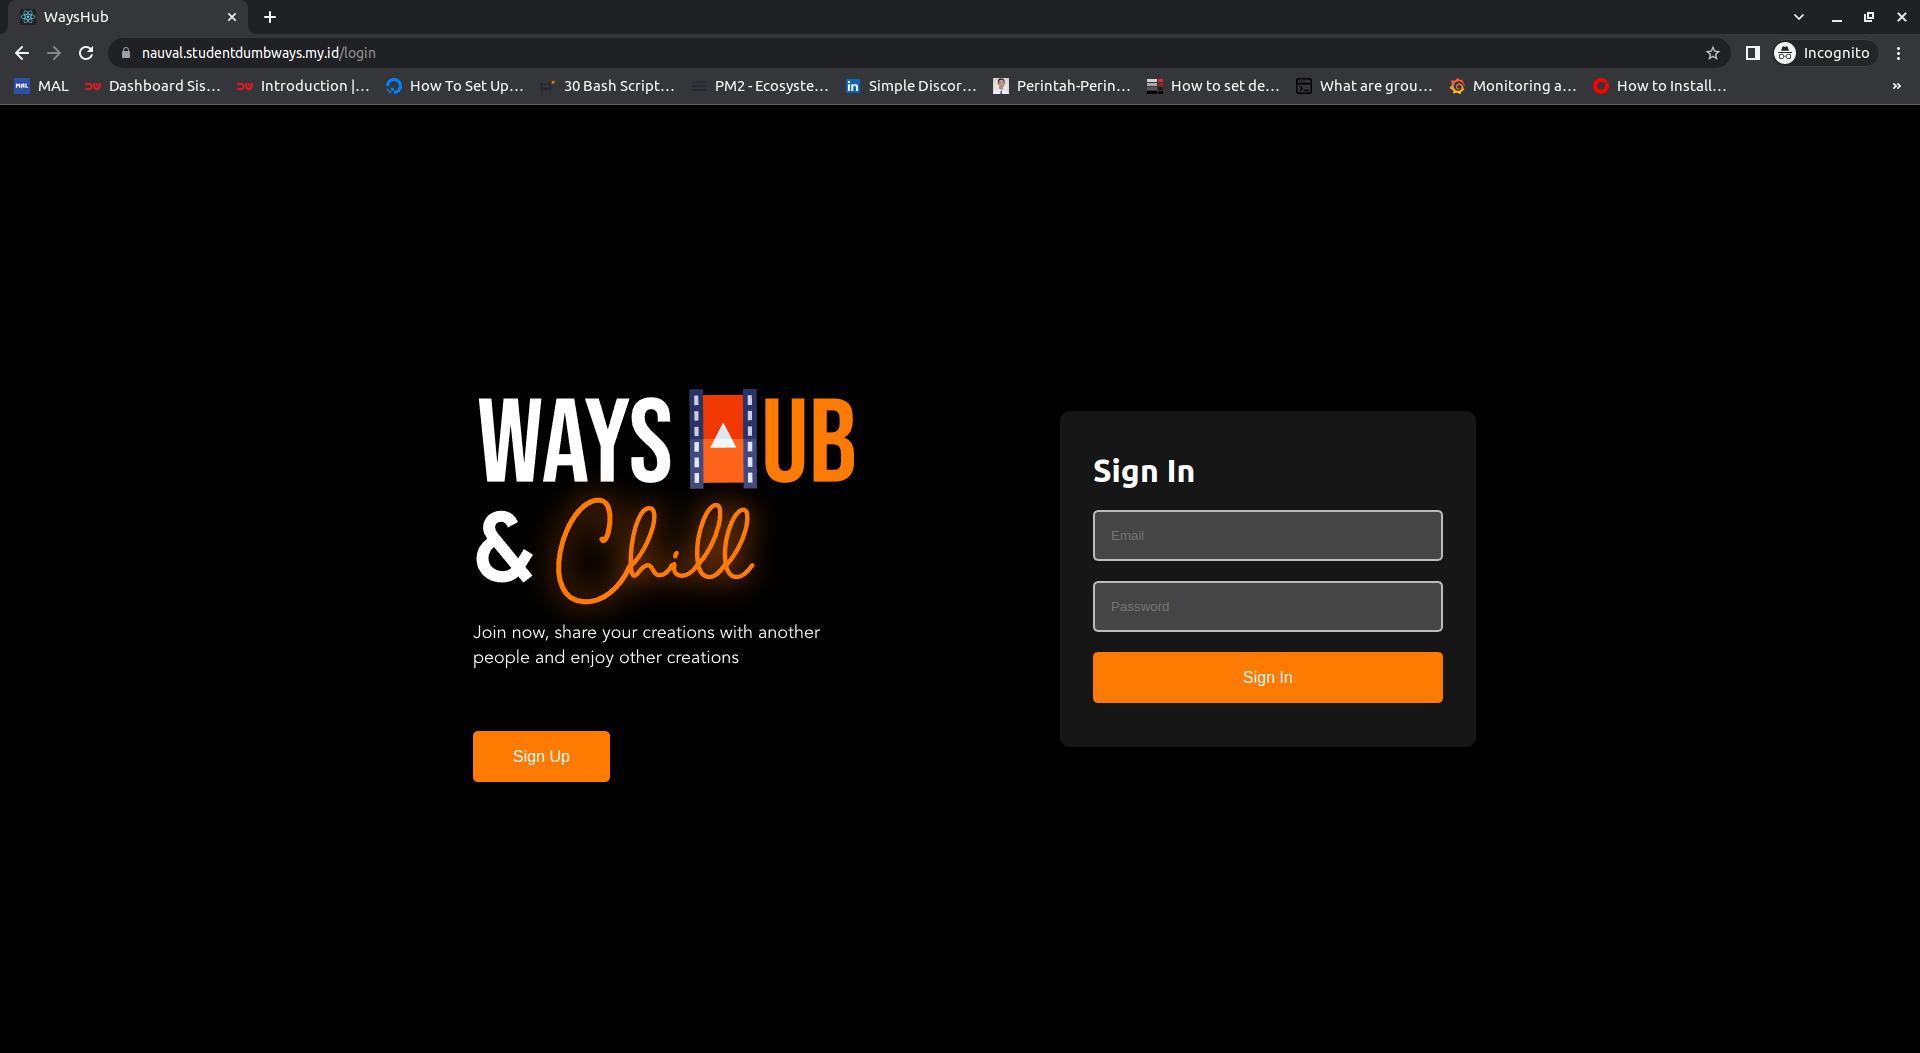 WaysHub
nauval.studentdumbways.my.id/login
Incognito
MAL
MAL
Dashboard Sis...
Introduction |...
How To Set Up...
30 Bash Script...
PM2 - Ecosyste...
in
Simple Discor...
Perintah-Perin...
How to set de...
What are grou...
Monitoring a...
How to Install...
»
WAYS HUB
& Chill
Join now, share your creations with another
people and enjoy other creations
Sign Up
Sign In
Email
Password
Sign In